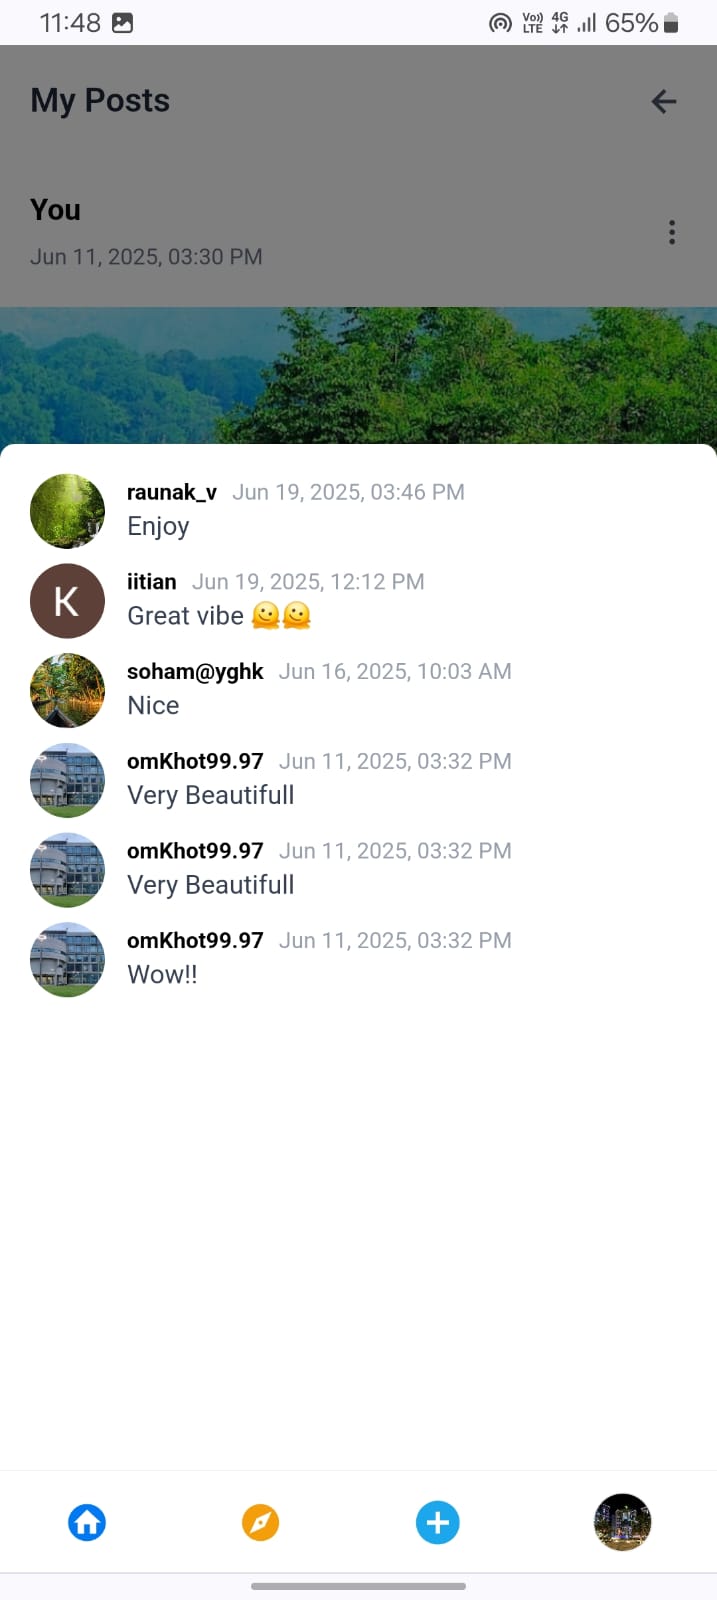 11:48 Vo)) LTE 4G 65%
My Posts
You
Jun 11, 2025, 03:30 PM
raunak_v Jun 19, 2025, 03:46 PM
Enjoy
K
iitian Jun 19, 2025, 12:12 PM
Great vibe 🫠🫠
soham@yghk Jun 16, 2025, 10:03 AM
Nice
omKhot99.97 Jun 11, 2025, 03:32 PM
Very Beautifull
omKhot99.97 Jun 11, 2025, 03:32 PM
Very Beautifull
omKhot99.97 Jun 11, 2025, 03:32 PM
Wow!!